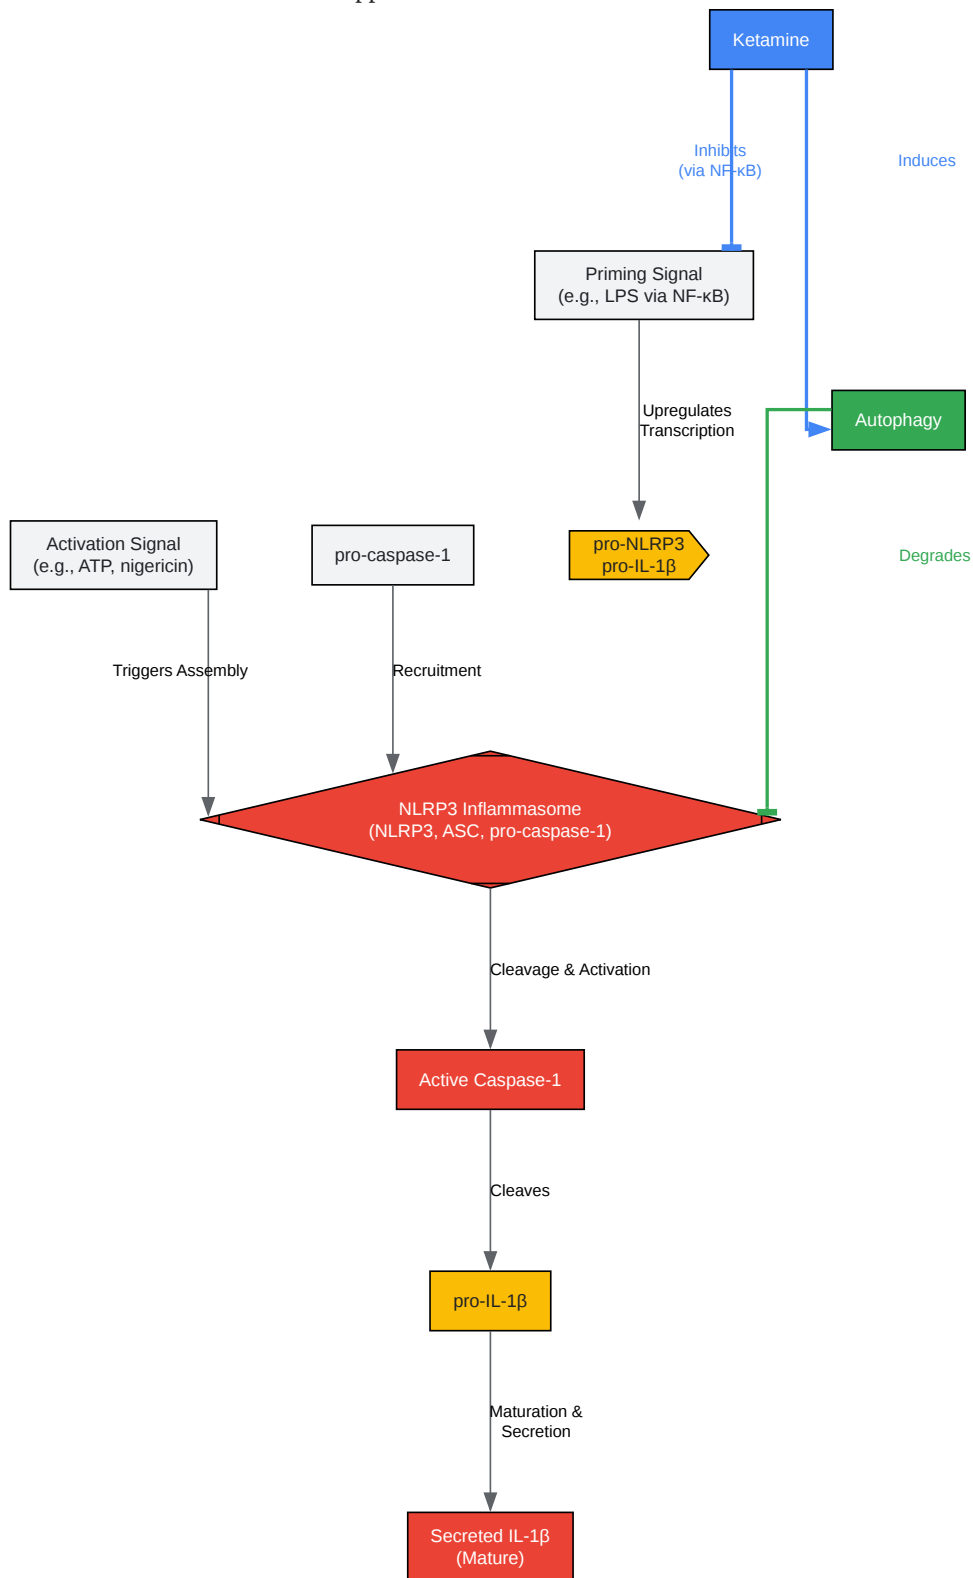 Ketamine
Inhibits
(via NF-κB)
Induces
Priming Signal
(e.g., LPS via NF-κB)
Upregulates
Transcription
Autophagy
Activation Signal
(e.g., ATP, nigericin)
pro-caspase-1
pro-NLRP3
pro-IL-1β
Degrades
Triggers Assembly
Recruitment
NLRP3 Inflammasome
(NLRP3, ASC, pro-caspase-1)
Cleavage & Activation
Active Caspase-1
Cleaves
pro-IL-1β
Maturation &
Secretion
Secreted IL-1β
(Mature)